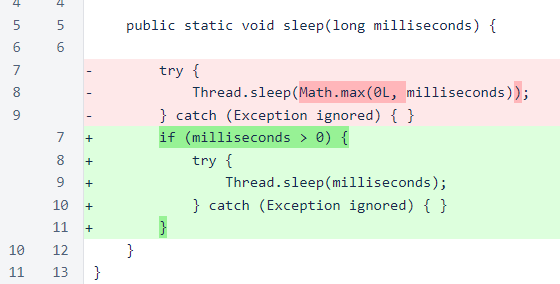 4 4
5 5 public static void sleep(long milliseconds) {
6 6
7 - try {
8 - Thread.sleep(Math.max(0L, milliseconds));
9 - } catch (Exception ignored) { }
7 + if (milliseconds > 0) {
8 + try {
9 + Thread.sleep(milliseconds);
10 + } catch (Exception ignored) { }
11 + }
10 12 }
11 13 }